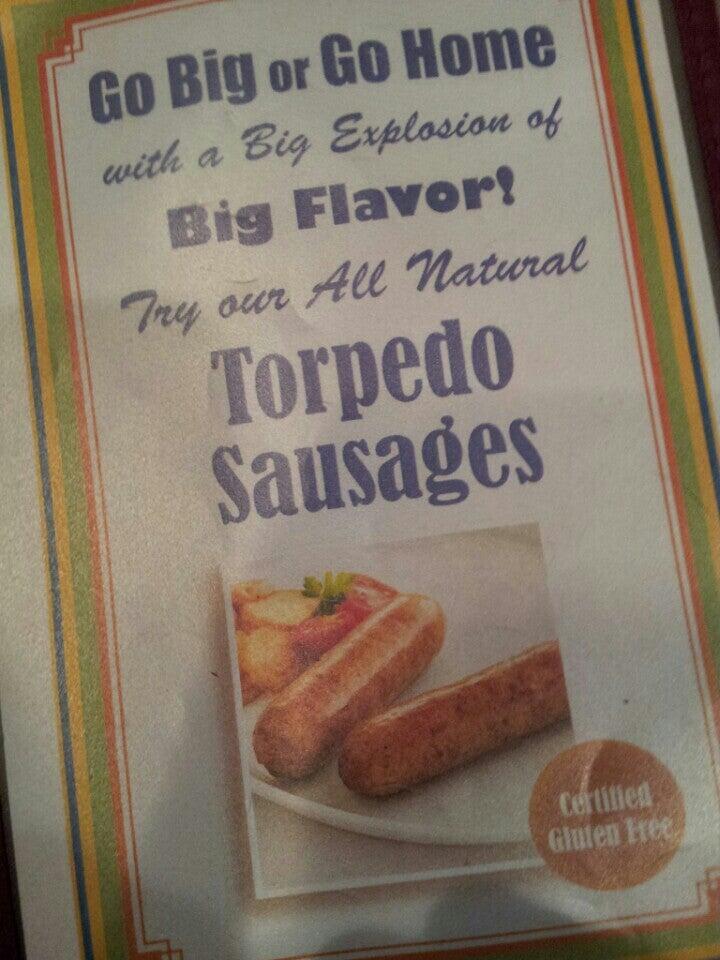 Go Big or Go Home
with a Big Explosion of
Big Flavor!
Try our All Natural
Torpedo
Sausages
Certified
Gluten Free